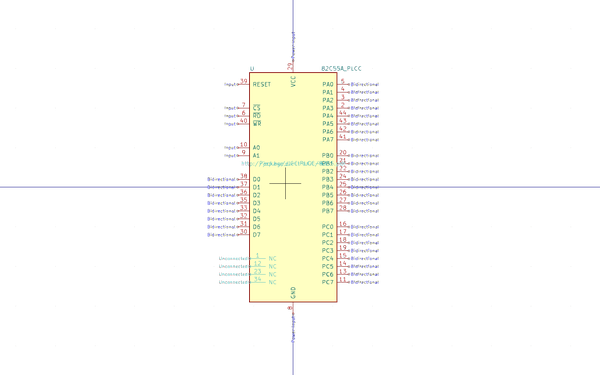 Power input
29
U 82C55A_PLCC
VCC
Input 39 RESET
PA0 5 Bidirectional
PA1 4 Bidirectional
PA2 3 Bidirectional
Input 7 CS
PA3 2 Bidirectional
Input 6 RD
PA4 44 Bidirectional
Input 40 WR
PA5 43 Bidirectional
PA6 42 Bidirectional
PA7 41 Bidirectional
Input 10 A0
Input 9 A1
PB0 20 Bidirectional
PB1 21 Bidirectional
PB2 22 Bidirectional
Bidirectional 38 D0
PB3 24 Bidirectional
Bidirectional 37 D1
PB4 25 Bidirectional
Bidirectional 36 D2
PB5 26 Bidirectional
Bidirectional 35 D3
PB6 27 Bidirectional
Bidirectional 33 D4
PB7 28 Bidirectional
Bidirectional 32 D5
Bidirectional 31 D6
PC0 16 Bidirectional
Bidirectional 30 D7
PC1 17 Bidirectional
PC2 18 Bidirectional
PC3 19 Bidirectional
Unconnected 1 NC
PC4 15 Bidirectional
Unconnected 12 NC
PC5 14 Bidirectional
Unconnected 23 NC
PC6 13 Bidirectional
Unconnected 34 NC
PC7 11 Bidirectional
GND
8
Power input